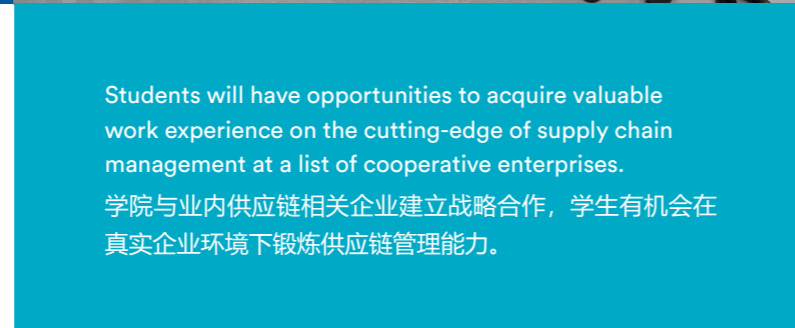 Students will have opportunities to acquire valuable
work experience on the cutting-edge of supply chain
management at a list of cooperative enterprises.
学院与业内供应链相关企业建立战略合作，学生有机会在
真实企业环境下锻炼供应链管理能力。